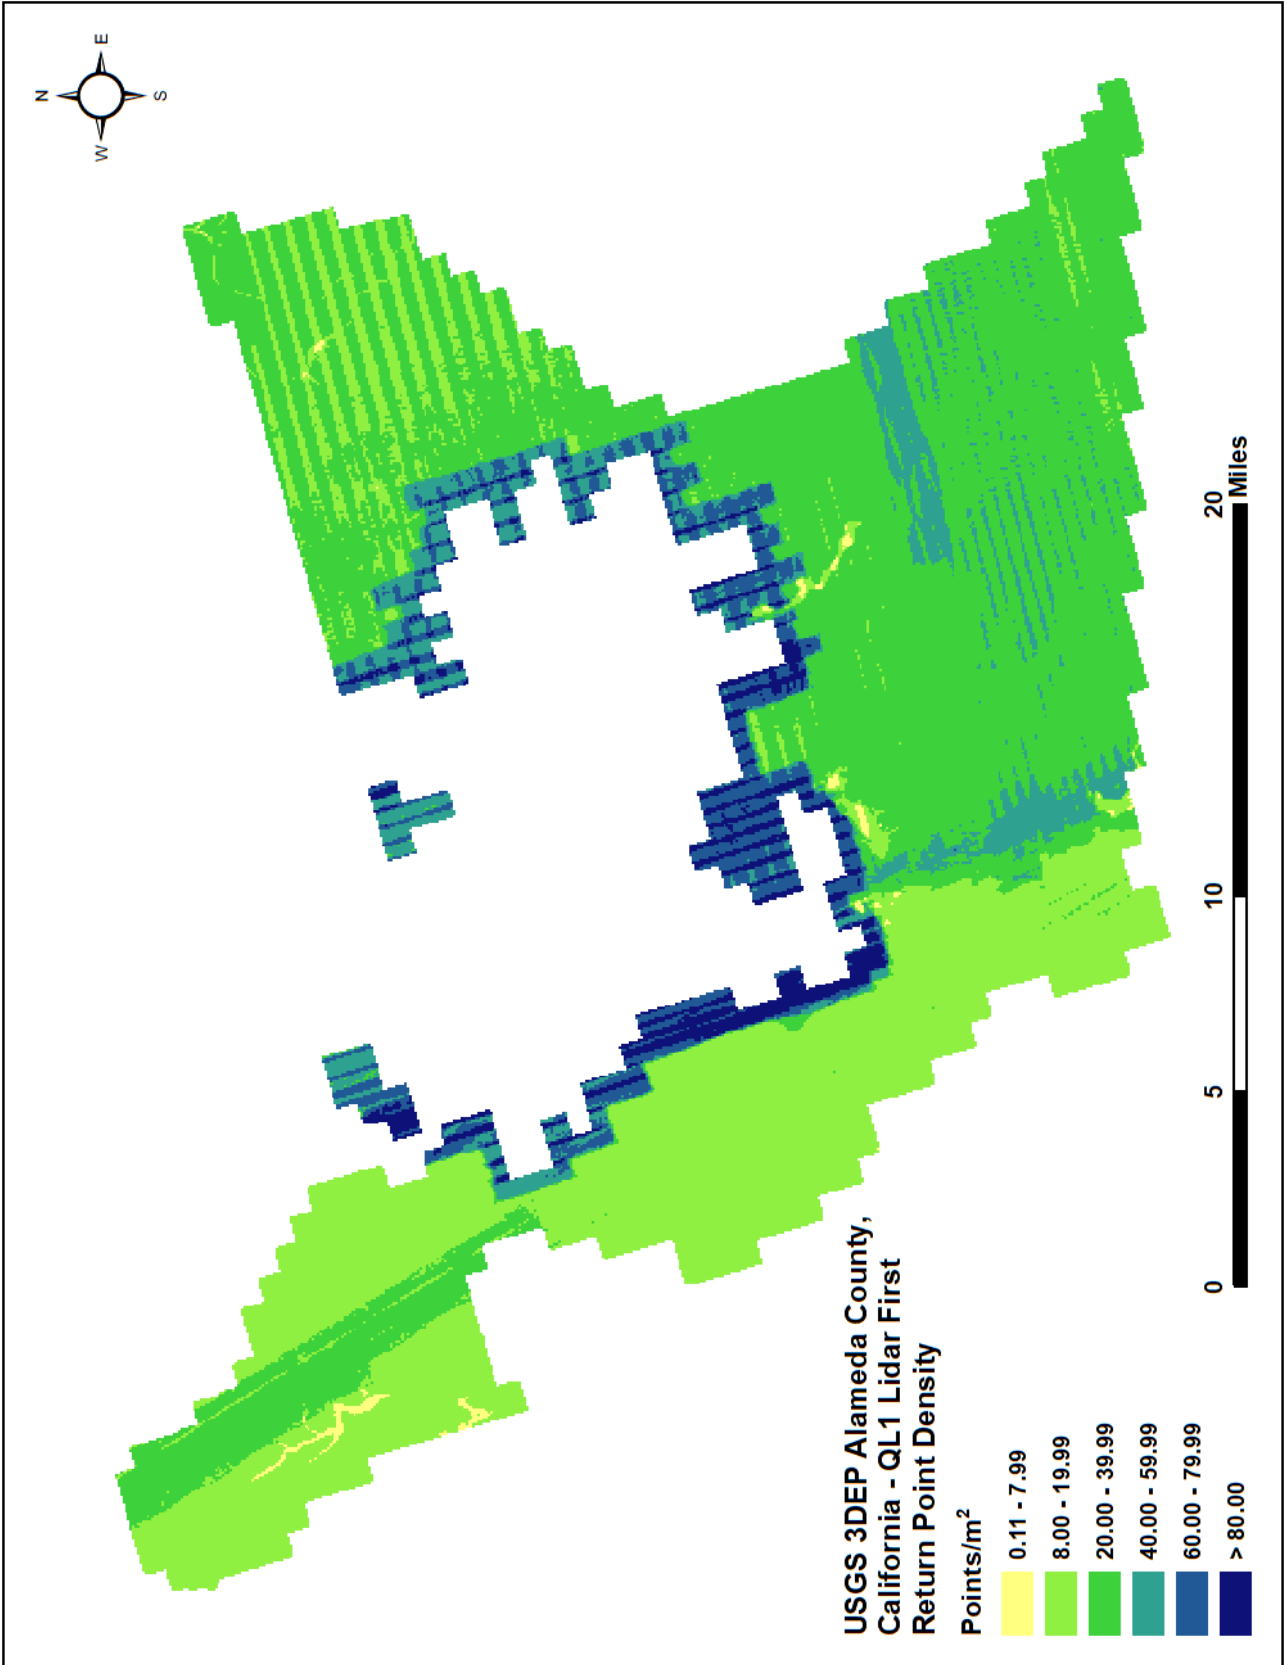 N
W
E
S
USGS 3DEP Alameda County,
California - QL1 Lidar First
Return Point Density
Points/m²
0.11 - 7.99
8.00 - 19.99
20.00 - 39.99
40.00 - 59.99
60.00 - 79.99
> 80.00
0
5
10
20
Miles